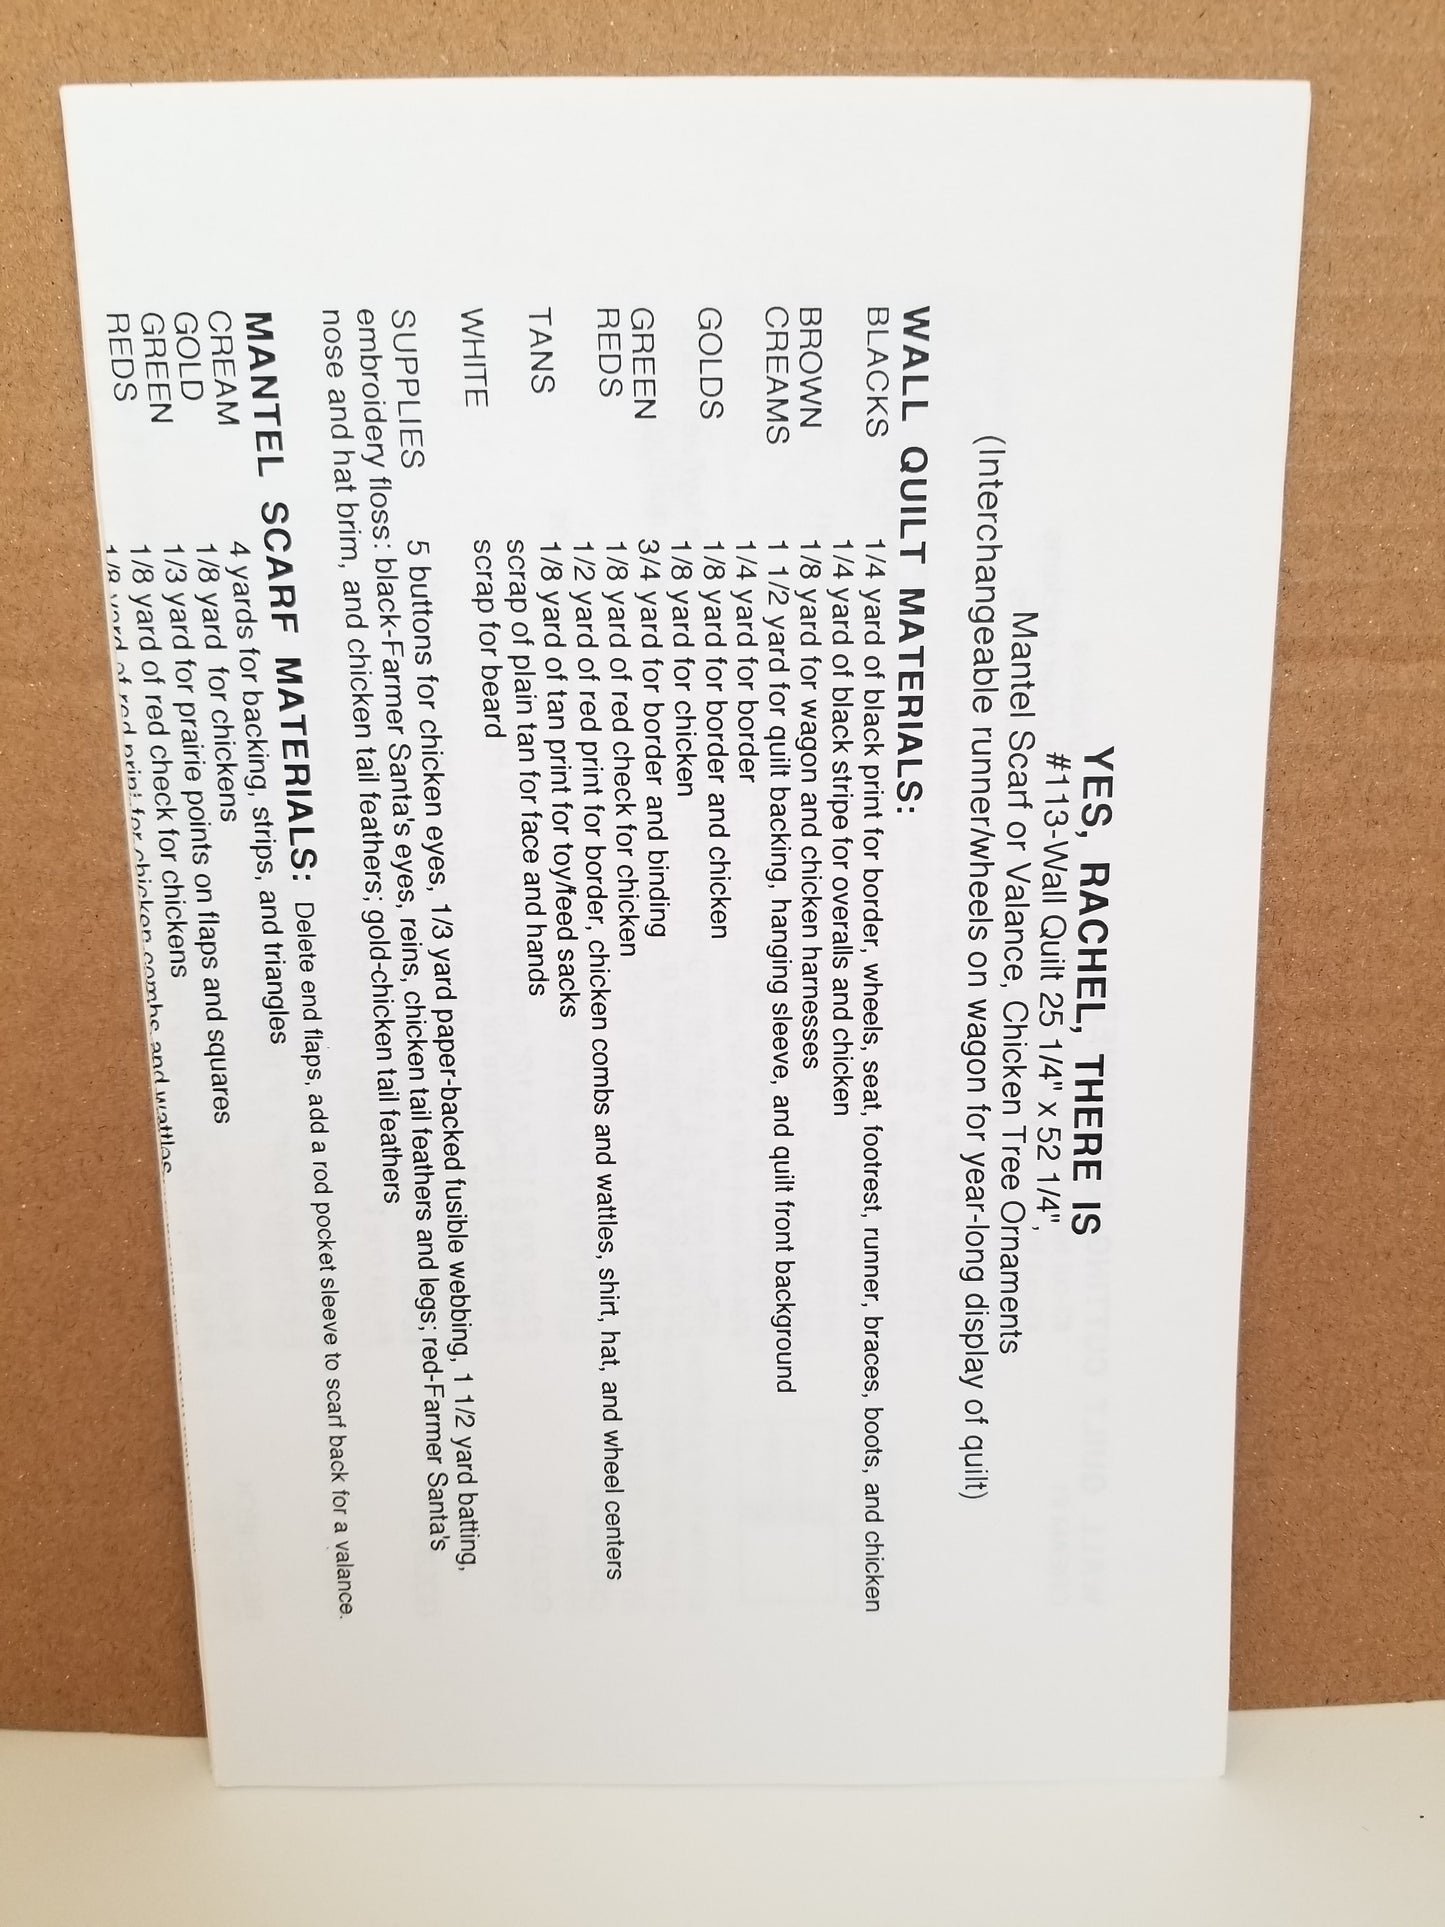 YES, RACHEL, THERE IS
#113-Wall Quilt 25 1/4" x 52 1/4",
Mantel Scarf or Valance, Chicken Tree Ornaments
(Interchangeable runner/wheels on wagon for year-long display of quilt)
WALL QUILT MATERIALS:
BLACKS 1/4 yard of black print for border, wheels, seat, footrest, runner, braces, boots, and chicken
1/4 yard of black stripe for overalls and chicken
BROWN 1/8 yard for wagon and chicken harnesses
CREAMS 1 1/2 yard for quilt backing, hanging sleeve, and quilt front background
1/4 yard for border
GOLDS 1/8 yard for border and chicken
1/8 yard for chicken
GREEN 3/4 yard for border and binding
REDS 1/8 yard of red check for chicken
1/2 yard of red print for border, chicken combs and wattles, shirt, hat, and wheel centers
TANS 1/8 yard of tan print for toy/feed sacks
scrap of plain tan for face and hands
WHITE scrap for beard
SUPPLIES 5 buttons for chicken eyes, 1/3 yard paper-backed fusible webbing, 1 1/2 yard batting,
embroidery floss: black-Farmer Santa's eyes, reins, chicken tail feathers and legs; red-Farmer Santa's
nose and hat brim, and chicken tail feathers; gold-chicken tail feathers
MANTEL SCARF MATERIALS: Delete end flaps, add a rod pocket sleeve to scarf back for a valance.
CREAM 4 yards for backing, strips, and triangles
GOLD 1/8 yard for chickens
GREEN 1/3 yard for prairie points on flaps and squares
REDS 1/8 yard of red check for chickens
1/8 yard of red print for chicken combs and wattles